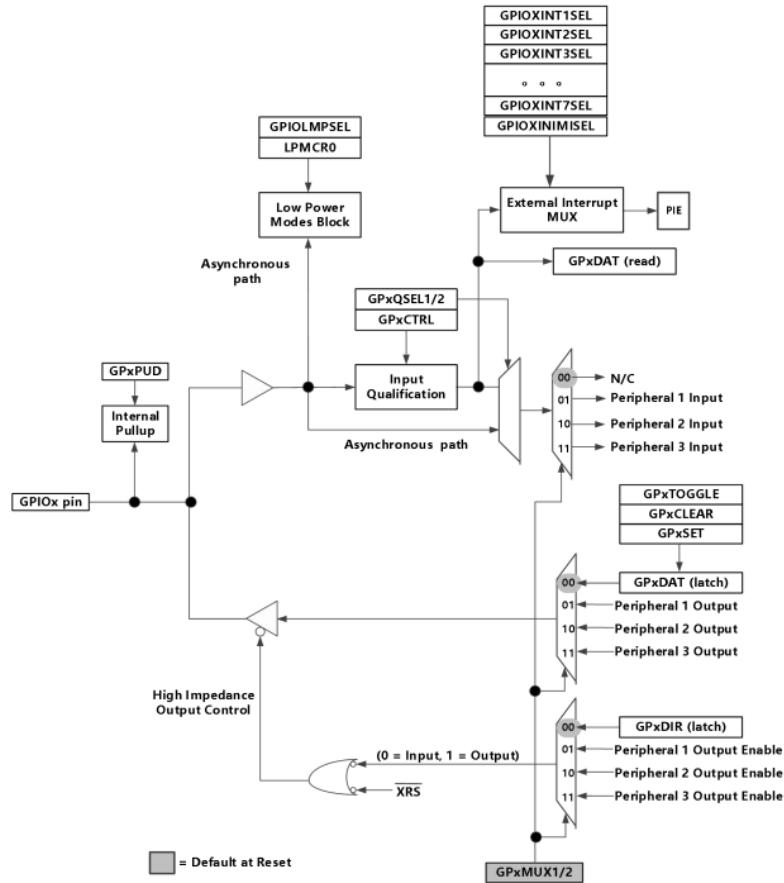 GPIOXINT1SEL
GPIOXINT2SEL
GPIOXINT3SEL
GPIOXINT7SEL
GPIOXINIMISEL
GPIOLMPSEL
LPMCR0
Low Power
Modes Block
External Interrupt
MUX
PIE
Asynchronous
path
GPxDAT (read)
GPxQSEL1/2
GPxCTRL
GPxPUD
Input
Qualification
00
N/C
01
Peripheral 1 Input
10
Peripheral 2 Input
11
Peripheral 3 Input
Internal
Pullup
Asynchronous path
GPIOx pin
GPxTOGGLE
GPxCLEAR
GPxSET
00
GPxDAT (latch)
01
Peripheral 1 Output
10
Peripheral 2 Output
11
Peripheral 3 Output
High Impedance
Output Control
00
GPxDIR (latch)
(0 = Input, 1 = Output)
01
Peripheral 1 Output Enable
10
Peripheral 2 Output Enable
XRS
11
Peripheral 3 Output Enable
= Default at Reset
GPxMUX1/2